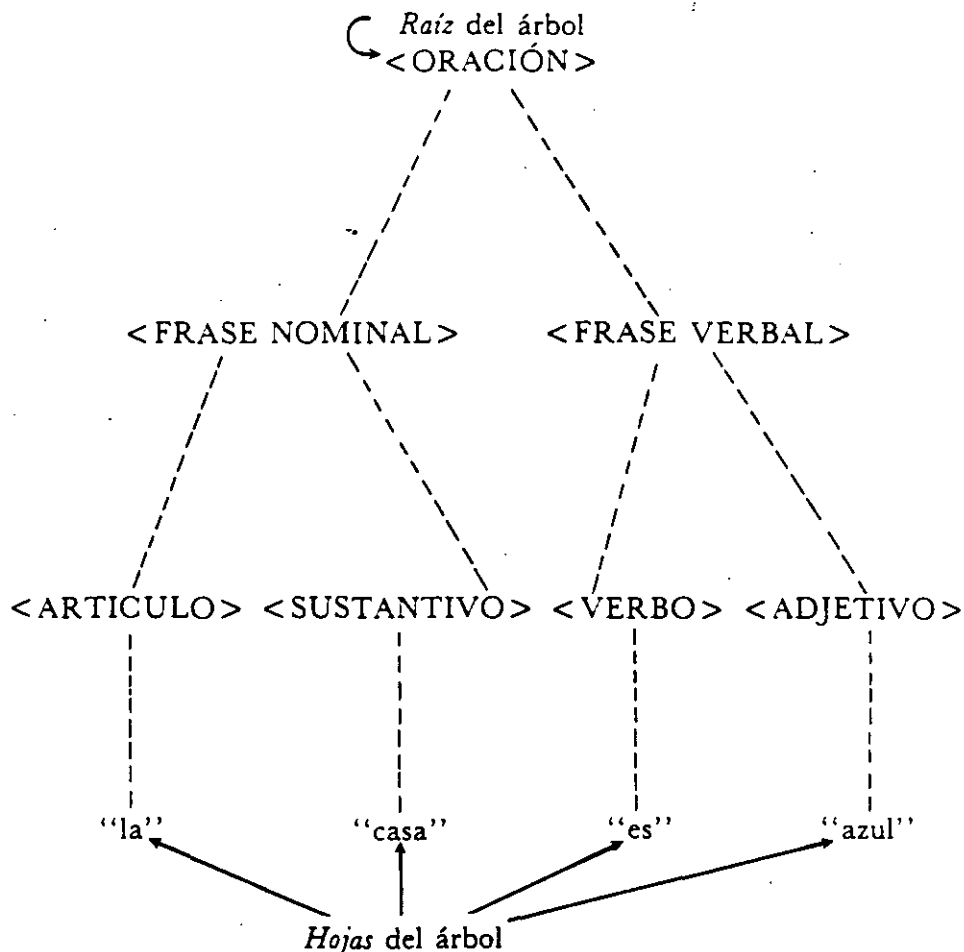 Raíz del árbol
<ORACIÓN>
<FRASE NOMINAL> <FRASE VERBAL>
<ARTICULO> <SUSTANTIVO> <VERBO> <ADJETIVO>
“la” “casa” “es” “azul”
Hojas del árbol